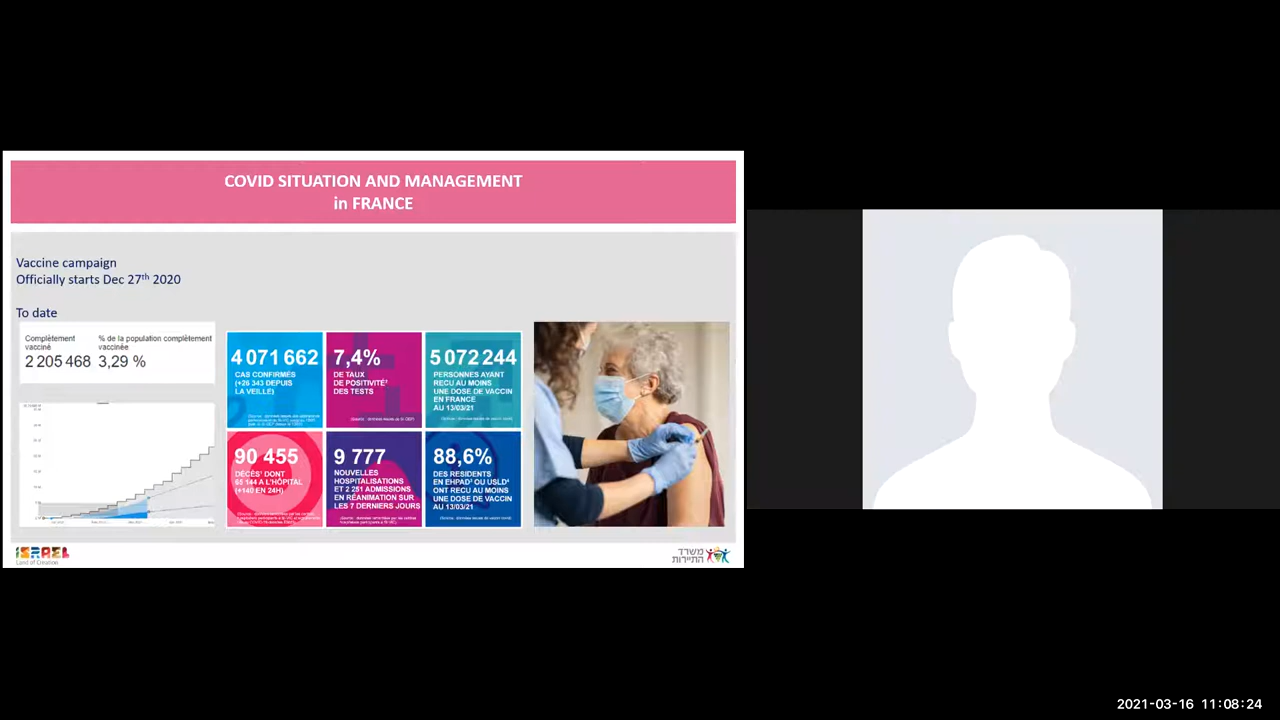 COVID SITUATION AND MANAGEMENT
in FRANCE
Vaccine campaign
Officially starts Dec 27th 2020
To date
Complètement
vacciné
2 205 468
% de la population complètement
vaccinée
3,29 %
4 071 662
CAS CONFIRMÉS
(+26 343 DEPUIS
LA VEILLE)
7,4%
DE TAUX
DE POSITIVITÉ
DES TESTS
5 072 244
PERSONNES AYANT
RECU AU MOINS
UNE DOSE DE VACCIN
EN FRANCE
AU 13/03/21
90 455
DÉCÈS¹ DONT
65 144 A L'HÔPITAL
(+140 EN 24H)
9 777
NOUVELLES
HOSPITALISATIONS
ET 2 251 ADMISSIONS
EN RÉANIMATION SUR
LES 7 DERNIERS JOURS
88,6%
DES RESIDENTS
EN EHPAD³ OU USLD⁴
ONT RECU AU MOINS
UNE DOSE DE VACCIN
AU 13/03/21
ISRAEL
Land of Creation
משרד
התיירות
2021-03-16 11:08:24